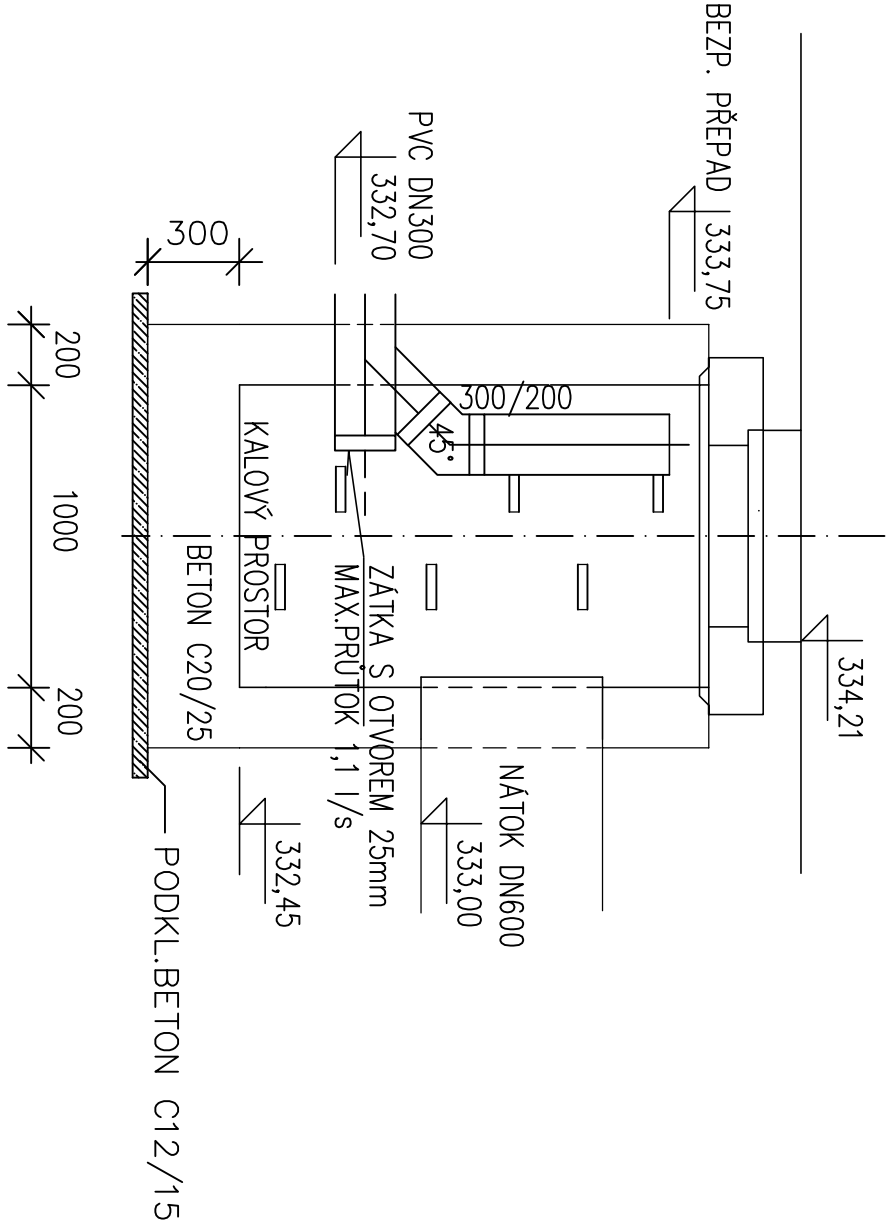 BEZP. PŘEPAD
333,75
334,21
PVC DN300
332,70
300/200
45°
NÁTOK DN600
333,00
ZÁTKA S OTVOREM 25mm
MAX.PRŮTOK 1,1 l/s
KALOVÝ PROSTOR
332,45
BETON C20/25
300
PODKL.BETON C12/15
200
1000
200